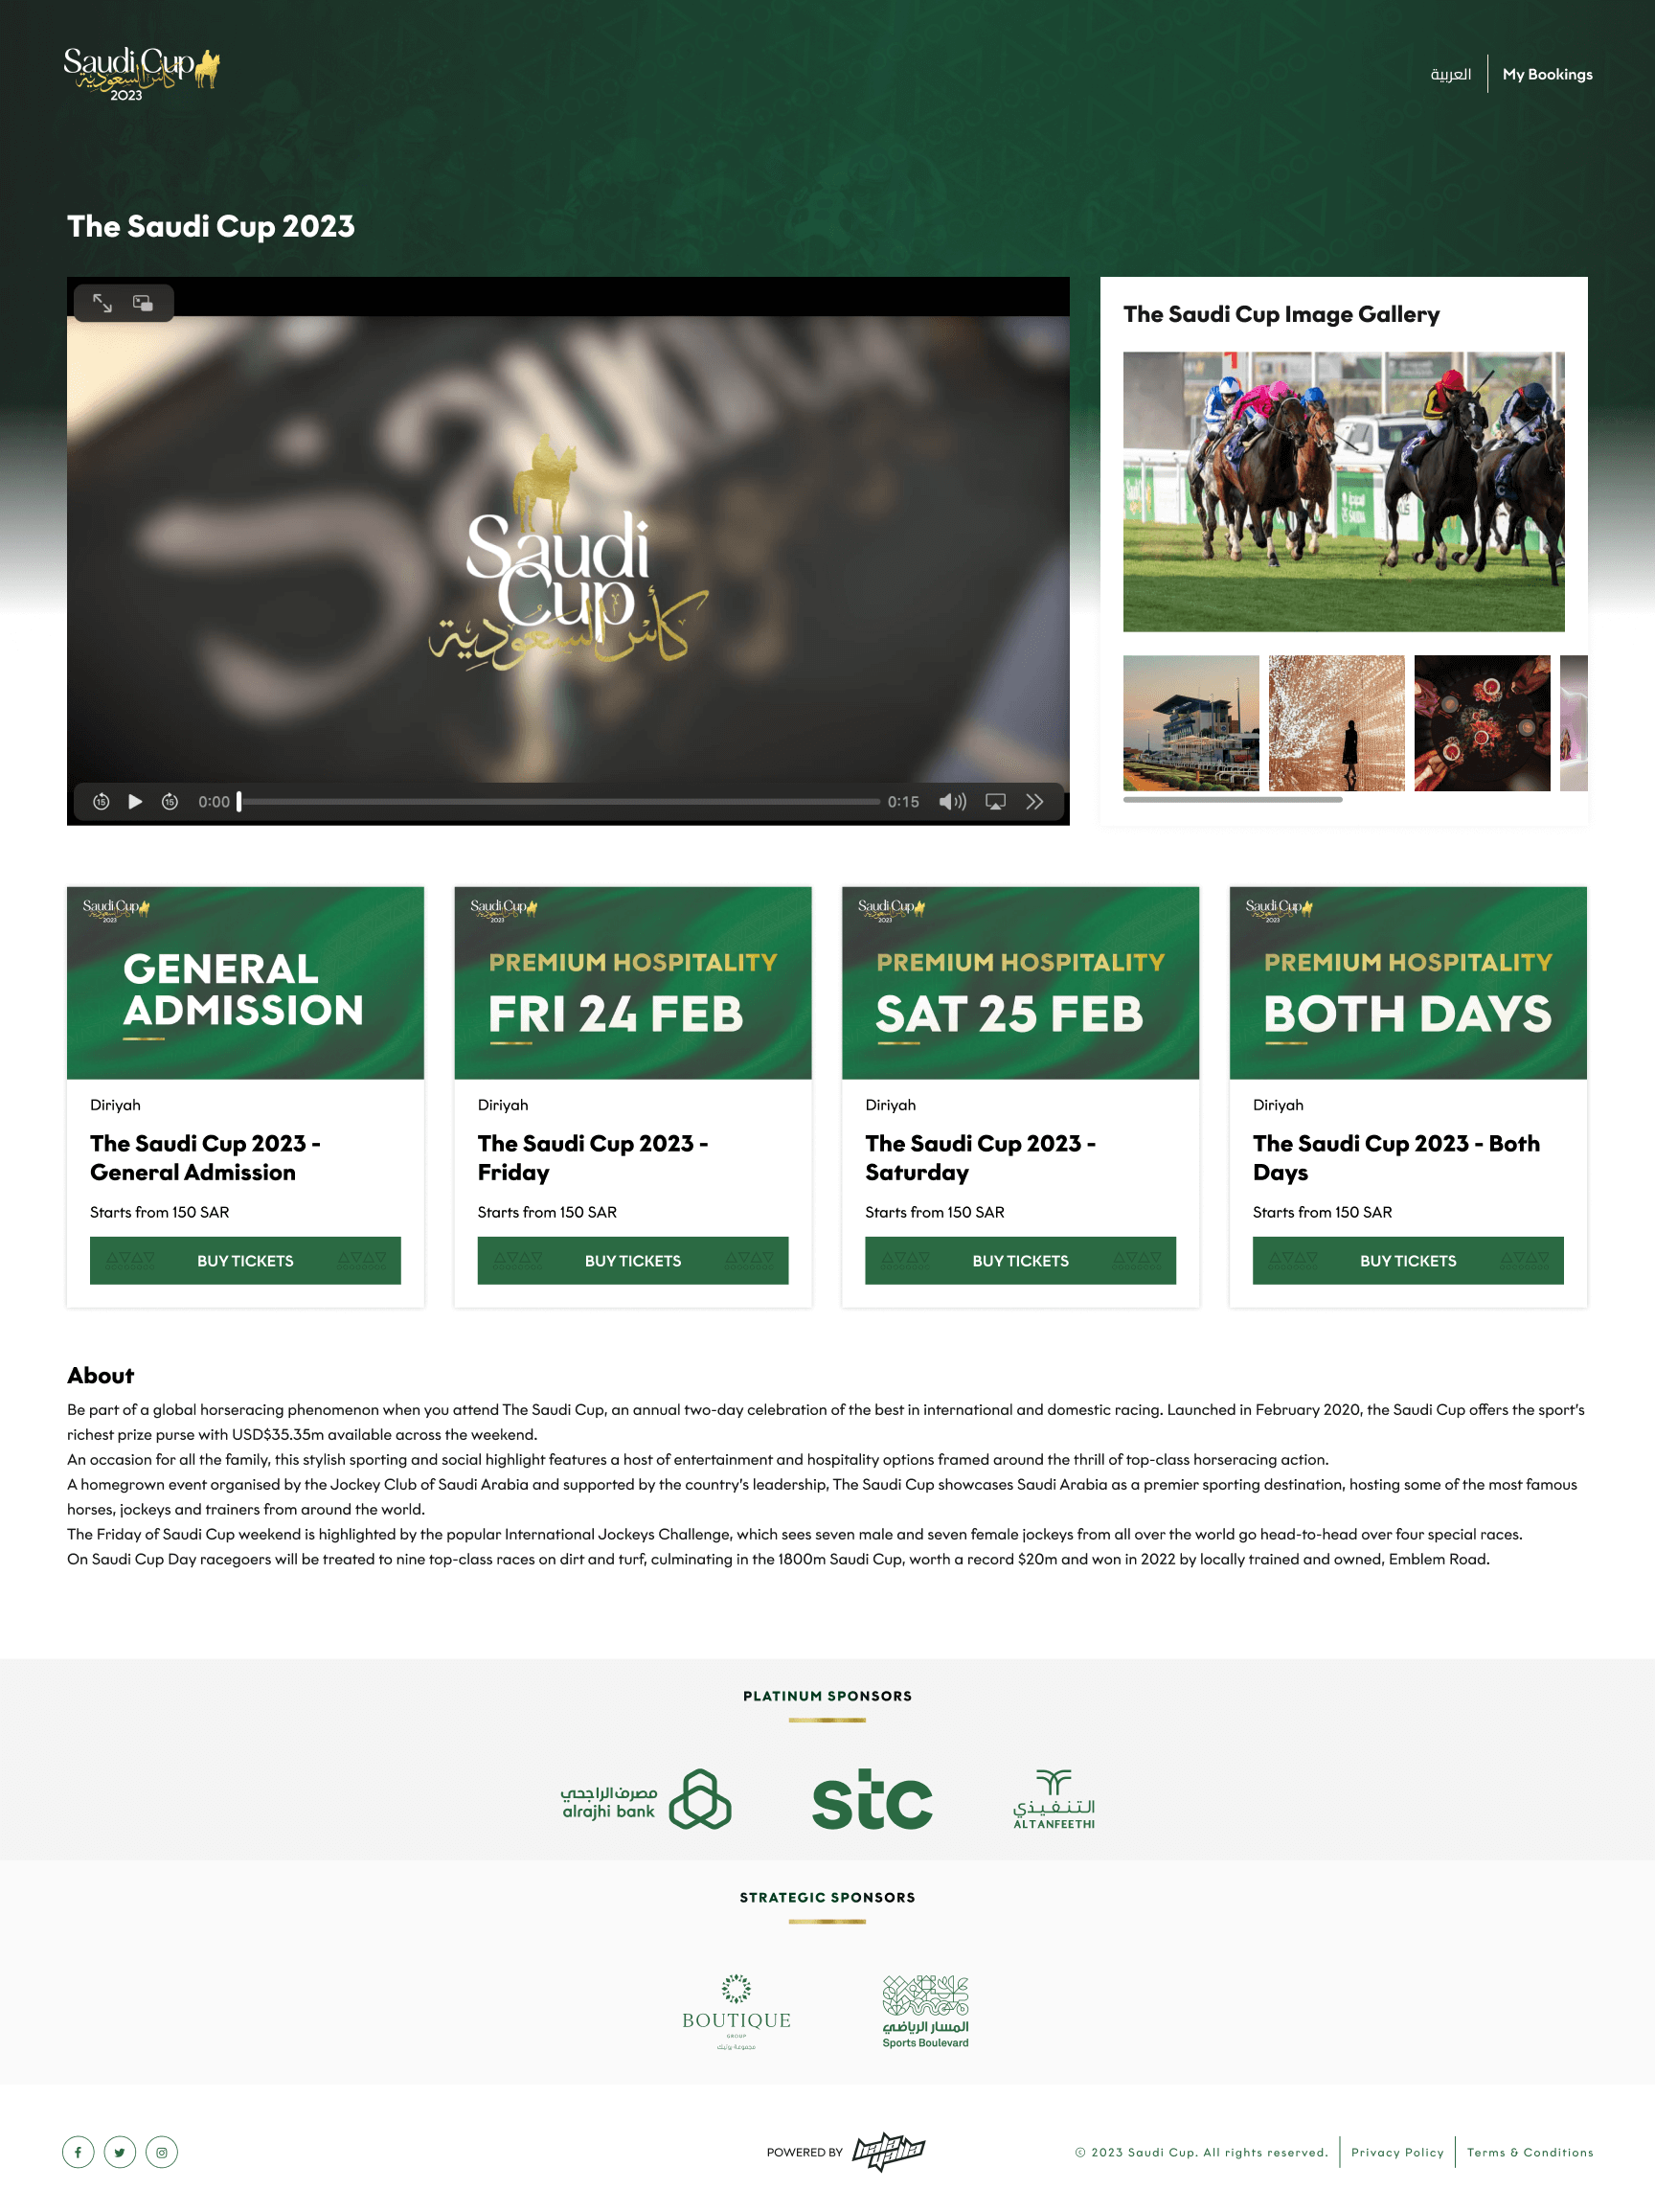 Saudi Cup
كأس السعودية
2023
العربية
My Bookings
The Saudi Cup 2023
Saudi
Cup
كأس السعودية
15
15
0:00
0:15
The Saudi Cup Image Gallery
Saudi Cup
2023
GENERAL
ADMISSION
Diriyah
The Saudi Cup 2023 -
General Admission
Starts from 150 SAR
BUY TICKETS
Saudi Cup
2023
PREMIUM HOSPITALITY
FRI 24 FEB
Diriyah
The Saudi Cup 2023 -
Friday
Starts from 150 SAR
BUY TICKETS
Saudi Cup
2023
PREMIUM HOSPITALITY
SAT 25 FEB
Diriyah
The Saudi Cup 2023 -
Saturday
Starts from 150 SAR
BUY TICKETS
Saudi Cup
2023
PREMIUM HOSPITALITY
BOTH DAYS
Diriyah
The Saudi Cup 2023 - Both
Days
Starts from 150 SAR
BUY TICKETS
About
Be part of a global horseracing phenomenon when you attend The Saudi Cup, an annual two-day celebration of the best in international and domestic racing. Launched in February 2020, the Saudi Cup offers the sport's
richest prize purse with USD$35.35m available across the weekend.
An occasion for all the family, this stylish sporting and social highlight features a host of entertainment and hospitality options framed around the thrill of top-class horseracing action.
A homegrown event organised by the Jockey Club of Saudi Arabia and supported by the country's leadership, The Saudi Cup showcases Saudi Arabia as a premier sporting destination, hosting some of the most famous
horses, jockeys and trainers from around the world.
The Friday of Saudi Cup weekend is highlighted by the popular International Jockeys Challenge, which sees seven male and seven female jockeys from all over the world go head-to-head over four special races.
On Saudi Cup Day racegoers will be treated to nine top-class races on dirt and turf, culminating in the 1800m Saudi Cup, worth a record $20m and won in 2022 by locally trained and owned, Emblem Road.
PLATINUM SPONSORS
مصرف الراجحي
alrajhi bank
stc
التنفيذي
ALTANFEETHI
STRATEGIC SPONSORS
BOUTIQUE
GROUP
المسار الرياضي
Sports Boulevard
POWERED BY
halayalla
© 2023 Saudi Cup. All rights reserved.
Privacy Policy
Terms & Conditions